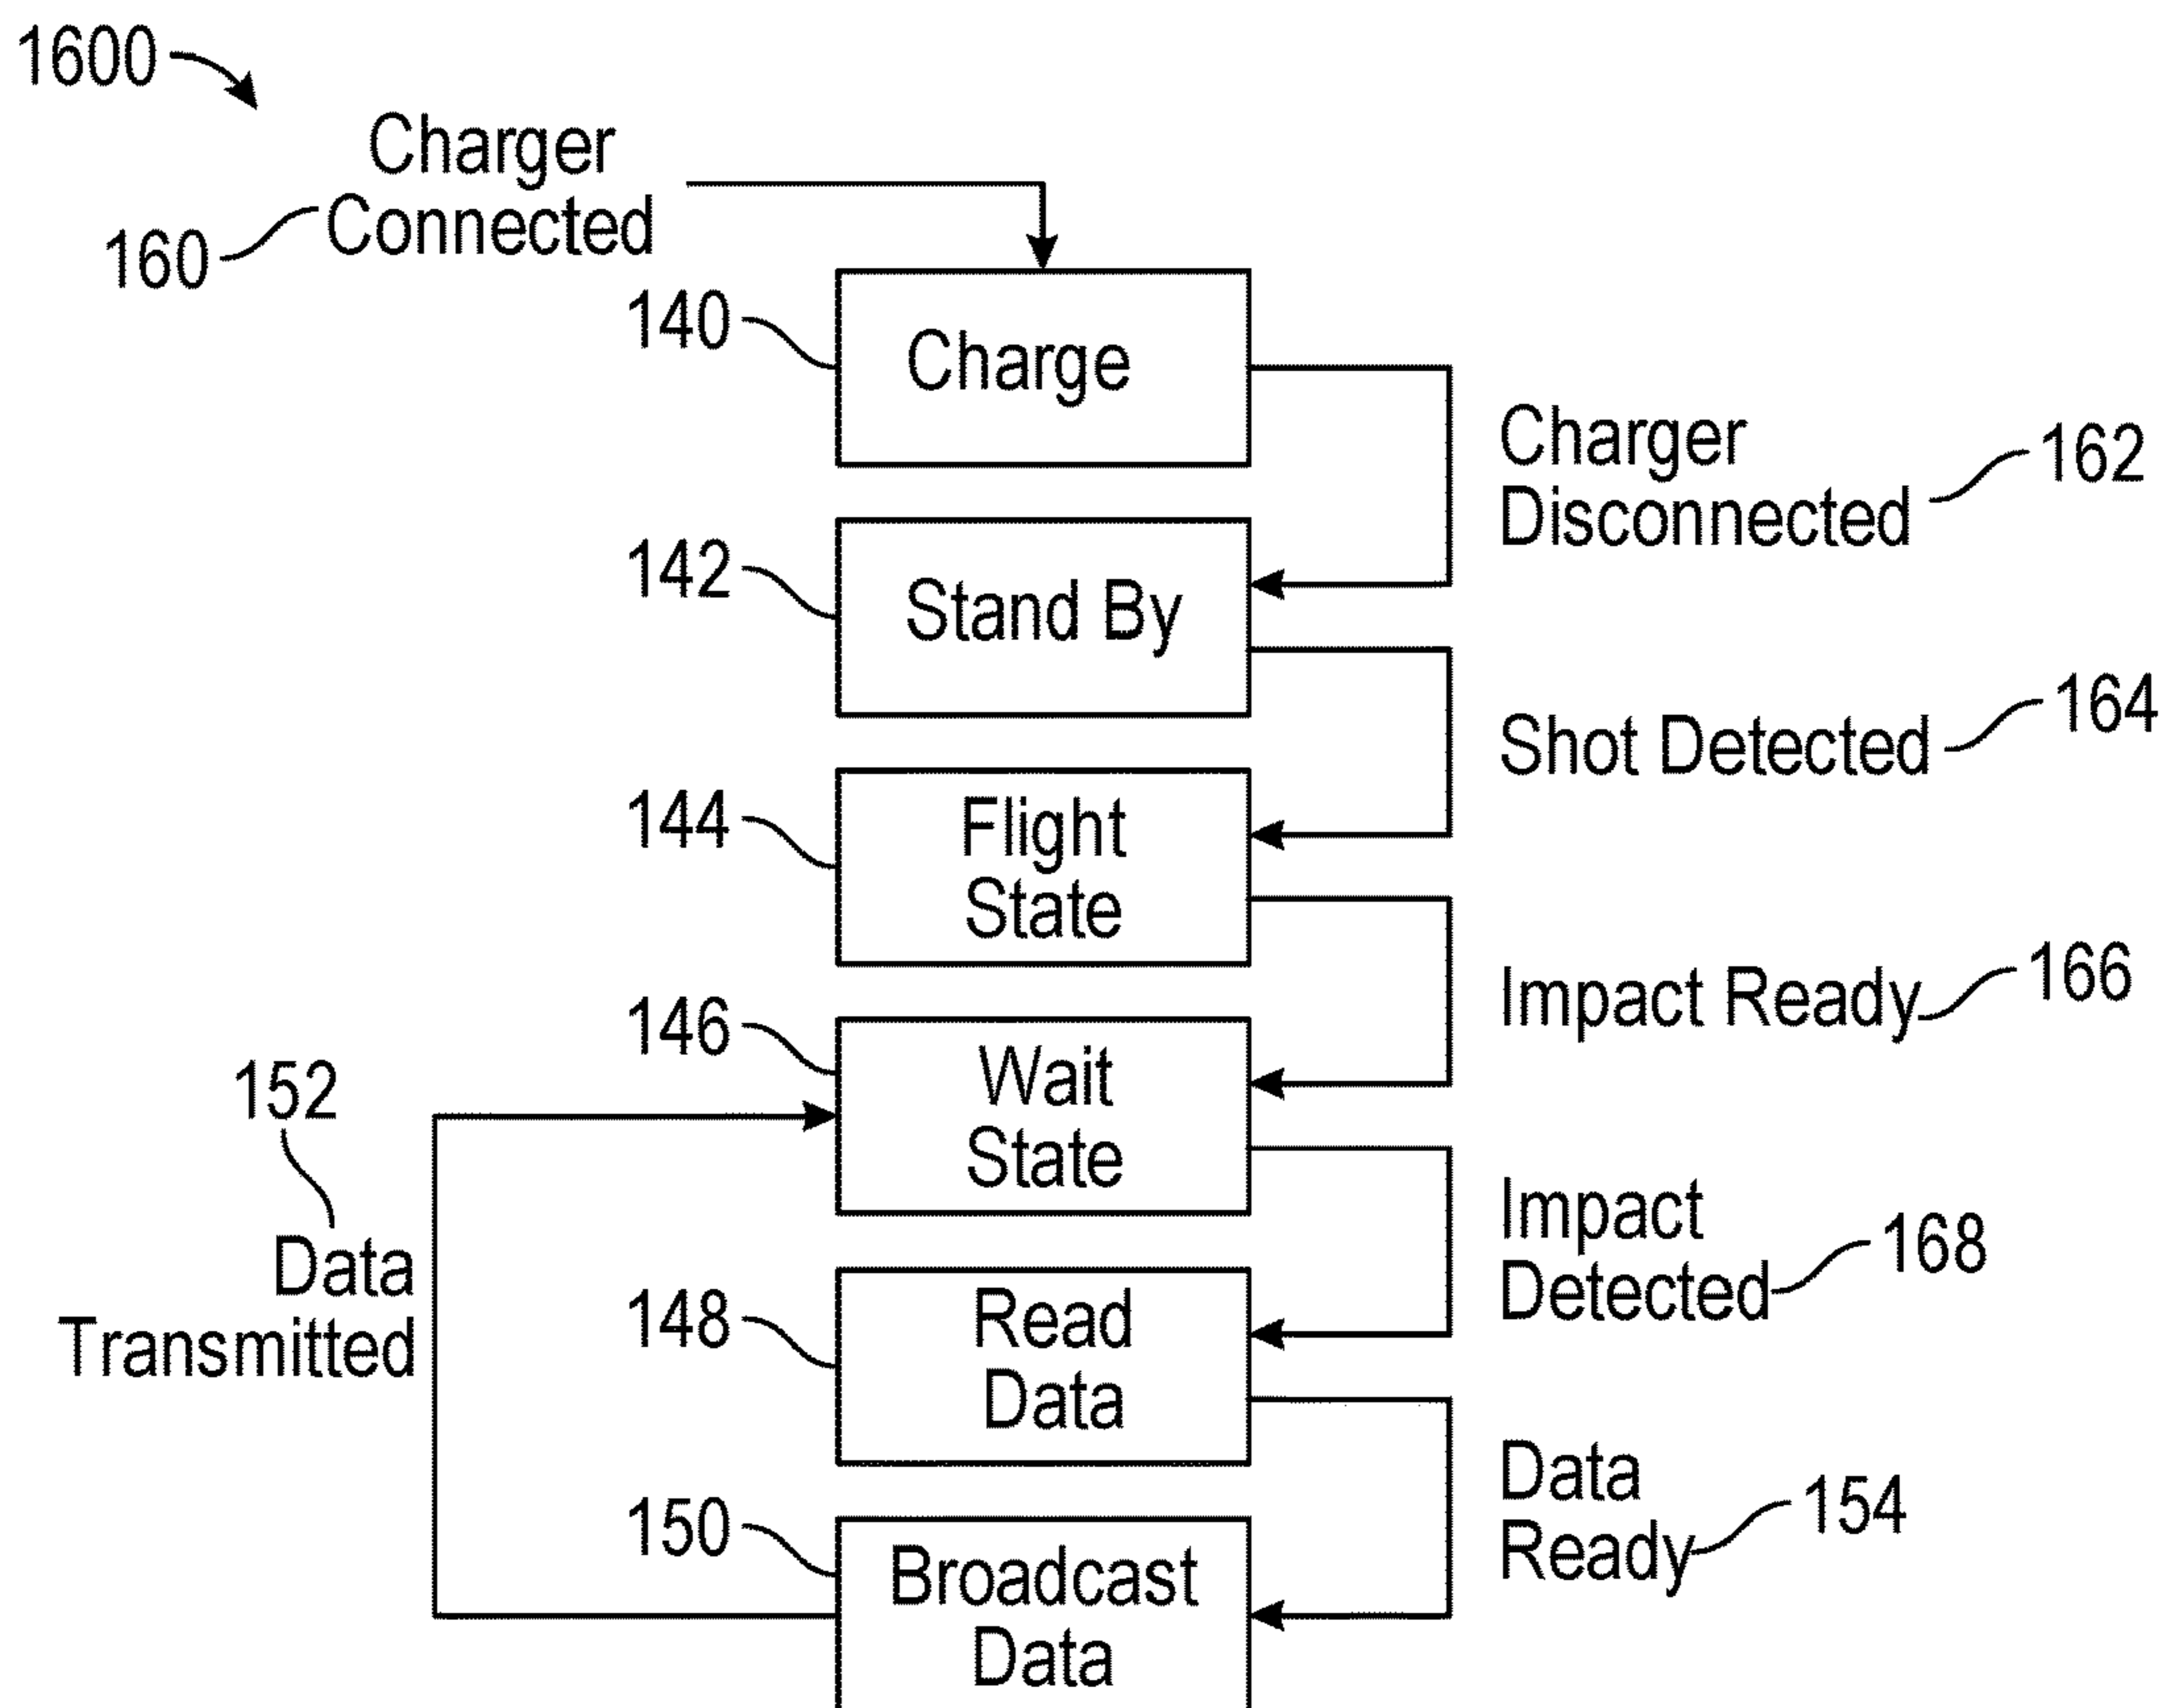 1600
Charger
Connected
160
140
Charge
Charger
Disconnected
162
142
Stand By
Shot Detected
164
144
Flight
State
Impact Ready
166
146
Wait
State
152
Data
Transmitted
Impact
Detected
168
148
Read
Data
Data
Ready
154
150
Broadcast
Data